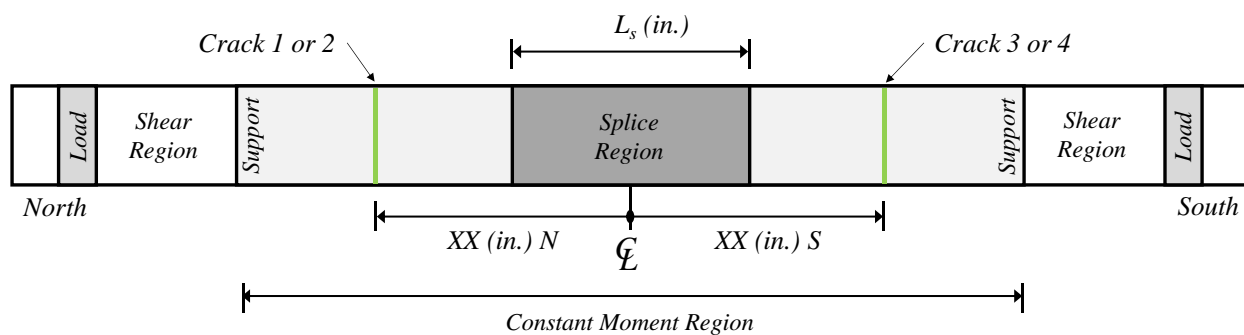 L_s (in.)
Crack 1 or 2
Crack 3 or 4
Load
Shear
Region
Support
Splice
Region
Support
Shear
Region
Load
North
South
XX (in.) N
XX (in.) S
℄
Constant Moment Region